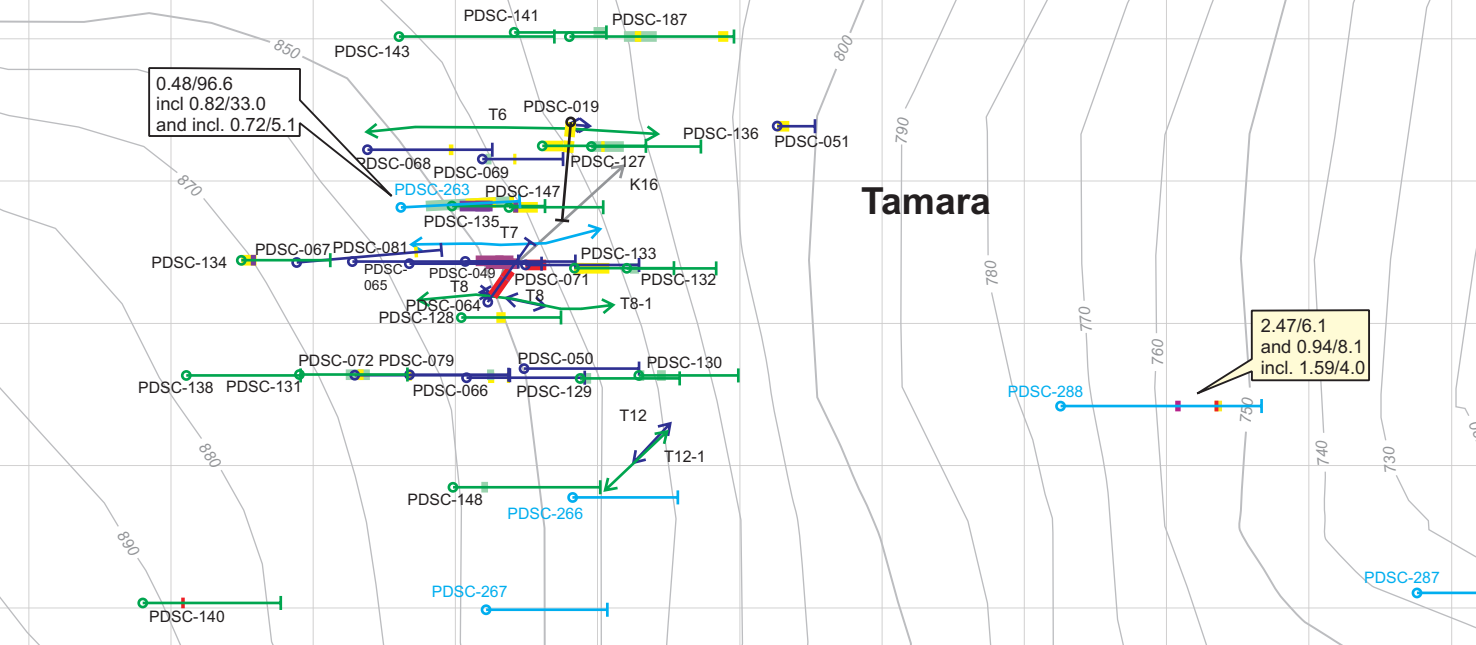 PDSC-141
PDSC-187
PDSC-143
850
800
0.48/96.6
incl 0.82/33.0
and incl. 0.72/5.1
T6
PDSC-019
790
PDSC-136
PDSC-051
PDSC-068
PDSC-069
PDSC-127
K16
870
PDSC-263
PDSC-147
Tamara
PDSC-135
T7
PDSC-134
PDSC-067
PDSC-081
PDSC-133
PDSC-
065
PDSC-049
PDSC-071
PDSC-132
780
T8
T8
PDSC-064
T8-1
PDSC-128
770
760
2.47/6.1
and 0.94/8.1
incl. 1.59/4.0
PDSC-072
PDSC-079
PDSC-050
PDSC-130
PDSC-138
PDSC-131
PDSC-066
PDSC-129
PDSC-288
750
T12
T12-1
880
740
730
PDSC-148
PDSC-266
890
PDSC-267
PDSC-287
PDSC-140